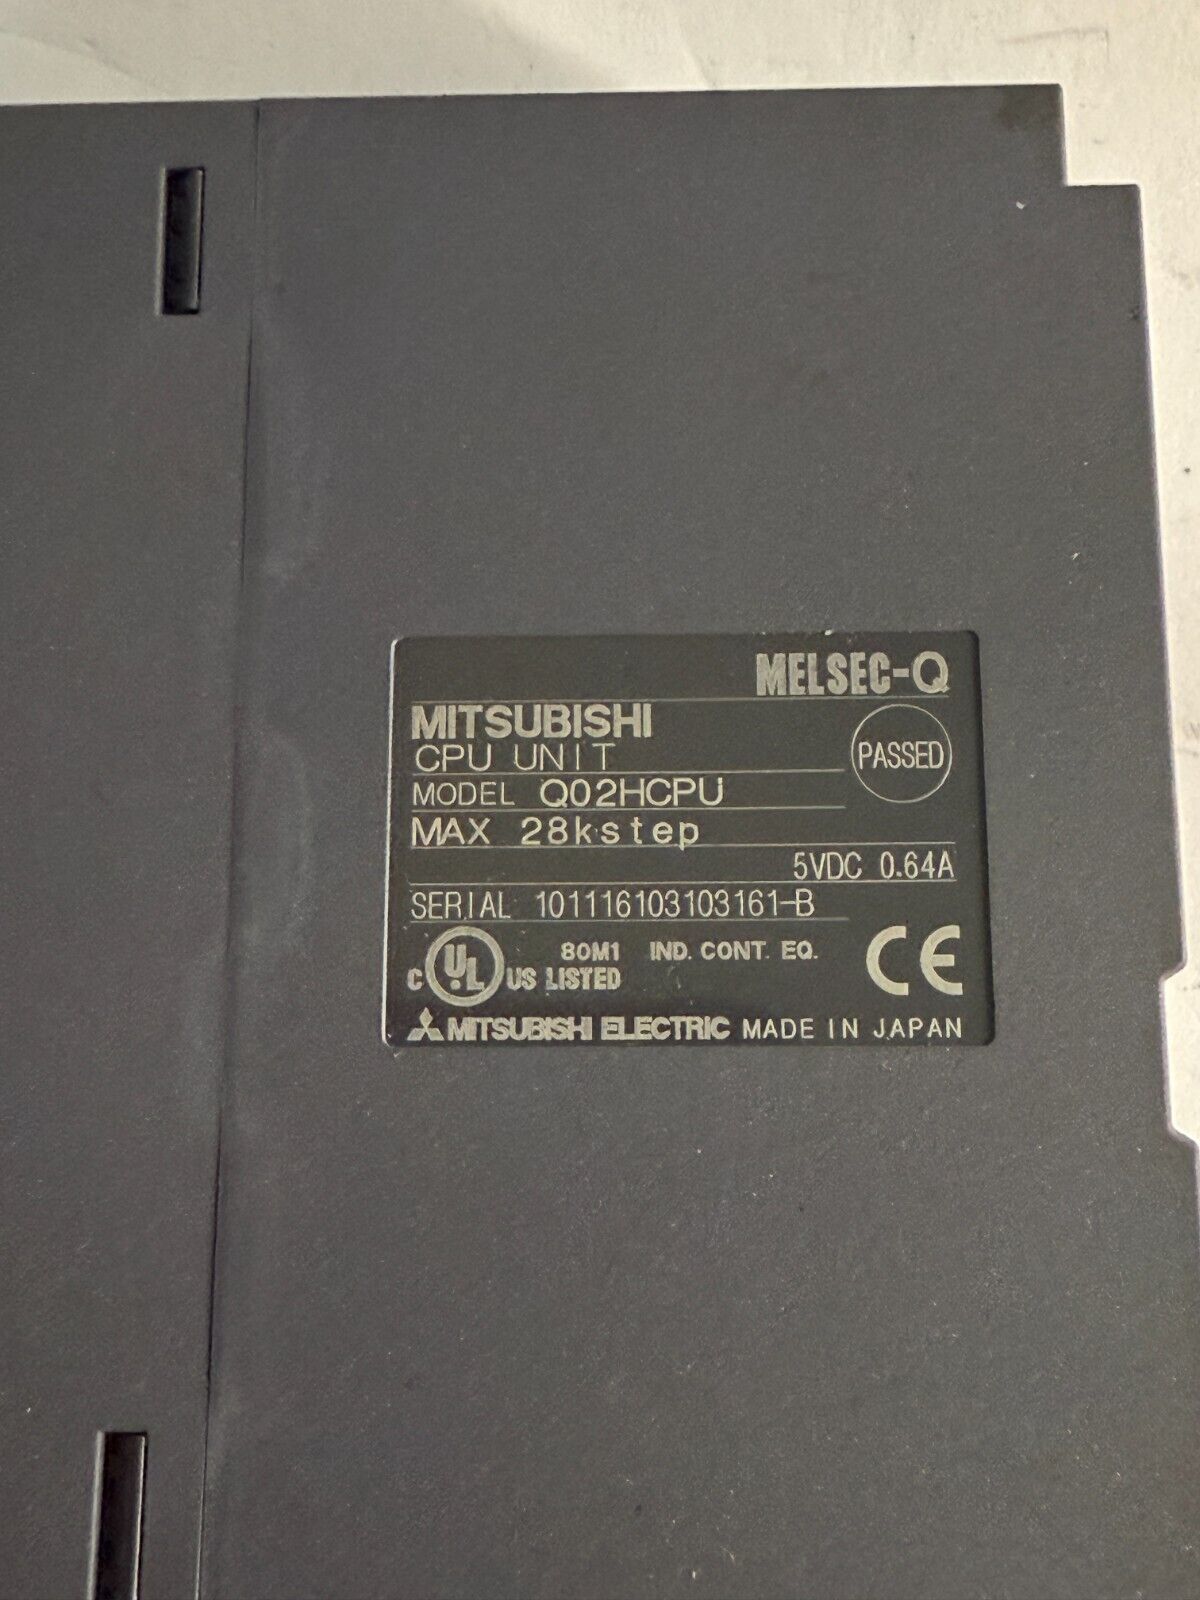 MELSEC-Q
MITSUBISHI
CPU UNIT
PASSED
MODEL Q02HCPU
MAX 28kstep
5VDC 0.64A
SERIAL 101116103103161-B
C UL US LISTED 80M1 IND. CONT. EQ.
CE
MITSUBISHI ELECTRIC MADE IN JAPAN